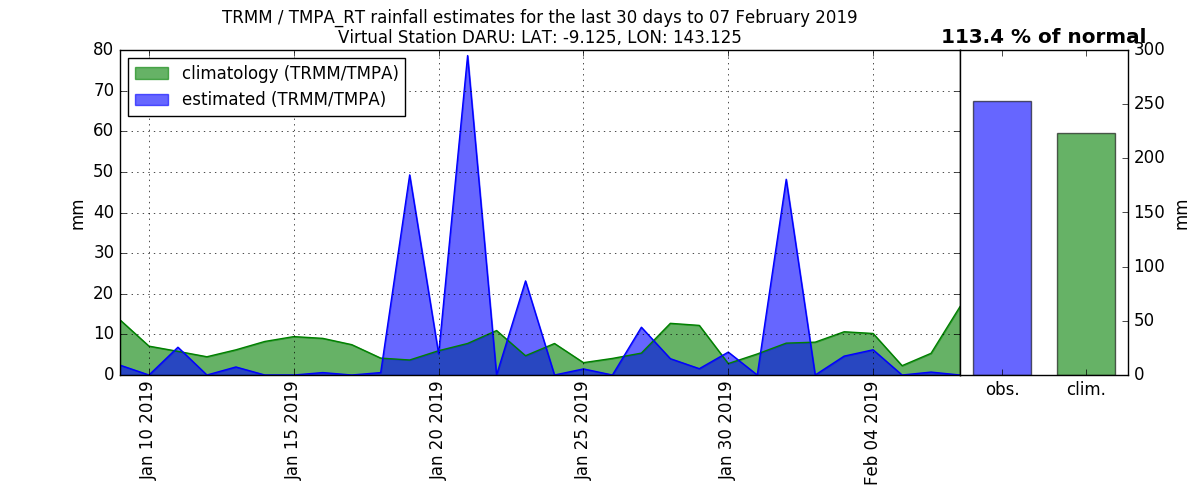 TRMM / TMPA_RT rainfall estimates for the last 30 days to 07 February 2019
Virtual Station DARU: LAT: -9.125, LON: 143.125
113.4 % of normal
climatology (TRMM/TMPA)
estimated (TRMM/TMPA)
mm
80
70
60
50
40
30
20
10
0
Jan 10 2019
Jan 15 2019
Jan 20 2019
Jan 25 2019
Jan 30 2019
Feb 04 2019
obs.
clim.
300
250
200
150
100
50
0
mm